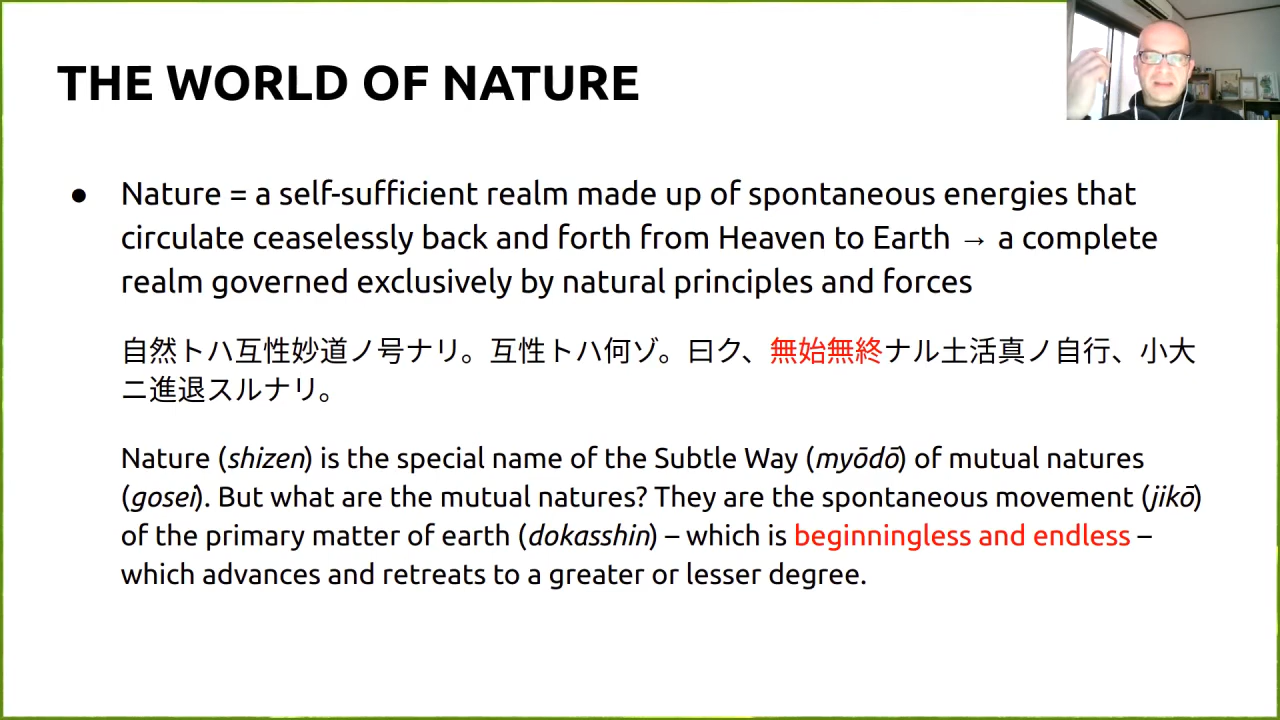 THE WORLD OF NATURE
● Nature = a self-sufficient realm made up of spontaneous energies that
circulate ceaselessly back and forth from Heaven to Earth → a complete
realm governed exclusively by natural principles and forces
自然トハ互性妙道ノ号ナリ。互性トハ何ゾ。曰ク、無始無終ナル土活真ノ自行、小大
ニ進退スルナリ。
Nature (shizen) is the special name of the Subtle Way (myōdō) of mutual natures
(gosei). But what are the mutual natures? They are the spontaneous movement (jikō)
of the primary matter of earth (dokasshin) – which is beginningless and endless –
which advances and retreats to a greater or lesser degree.